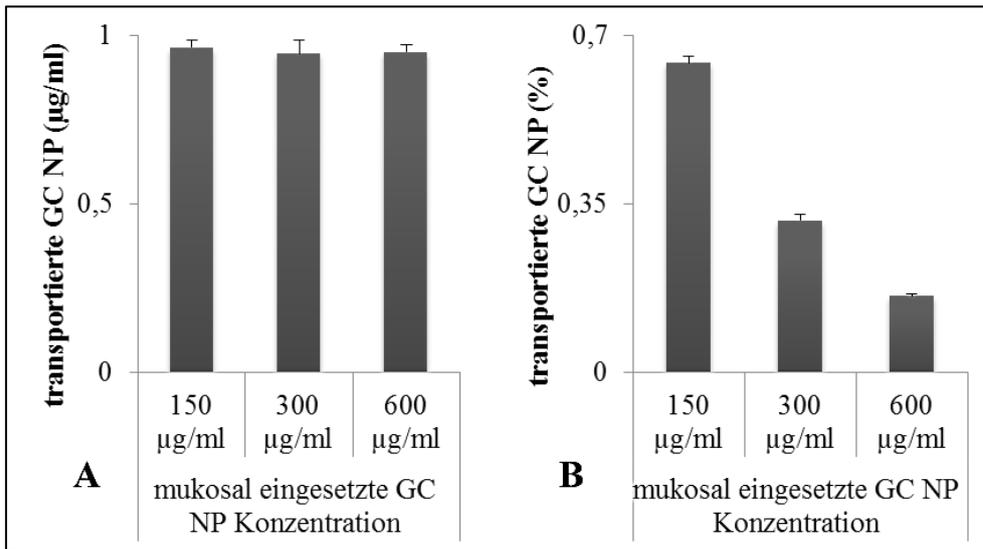 transportierte GC NP (µg/ml)
1
0,5
0
150
µg/ml
300
µg/ml
600
µg/ml
A
mukosal eingesetzte GC
NP Konzentration
transportierte GC NP (%)
0,7
0,35
0
150
µg/ml
300
µg/ml
600
µg/ml
B
mukosal eingesetzte GC NP
Konzentration